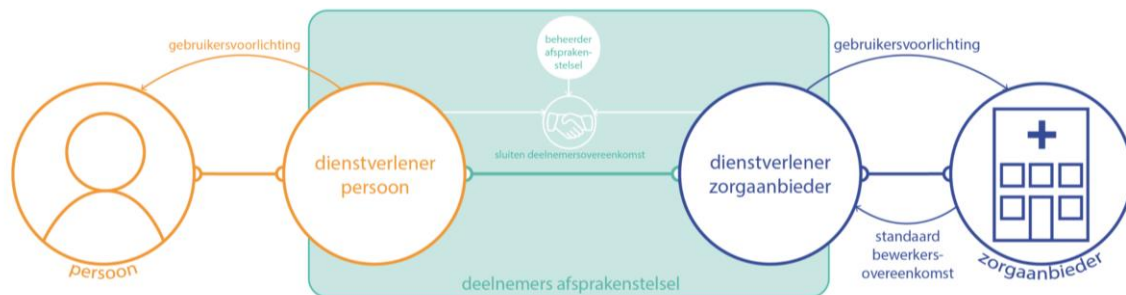 gebruikersvoorlichting
beheerder
afspraken-
stelsel
gebruikersvoorlichting
sluiten deelnemersovereenkomst
dienstverlener
persoon
dienstverlener
zorgaanbieder
persoon
standaard
bewerkers-
overeenkomst
zorgaanbieder
deelnemers afsprakenstelsel